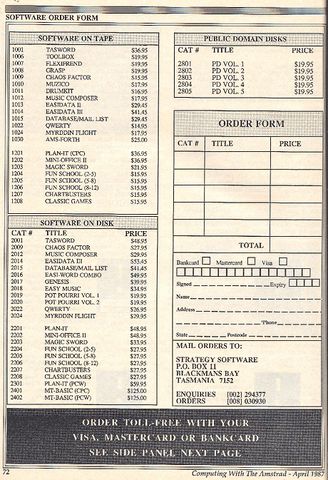 SOFTWARE ORDER FORM
SOFTWARE ON TAPE
1001 TASWORD $36.95
1006 TOOLBOX $19.95
1007 FLEXIFREND $19.95
1008 GRASP $19.95
1009 CHAOS FACTOR $15.95
1010 MUZICO $17.95
1011 DRUMKIT $16.95
1012 MUSIC COMPOSER $17.95
1013 EASIDATA II $29.45
1014 EASIDATA III $41.45
1015 DATABASE/MAIL LIST $29.45
1022 QWERTY $14.95
1024 MYRDDIN FLIGHT $17.95
1030 AMS-FORTH $25.00
1201 PLAN-IT (CPC) $36.95
1202 MINI-OFFICE II $36.95
1203 MAGIC SWORD $21.95
1204 FUN SCHOOL (2-5) $15.95
1205 FUN SCHOOL (5-8) $15.95
1206 FUN SCHOOL (8-12) $15.95
1207 CHARTBUSTERS $15.95
1208 CLASSIC GAMES $15.95
SOFTWARE ON DISK
CAT # TITLE PRICE
2001 TASWORD $48.95
2009 CHAOS FACTOR $27.95
2012 MUSIC COMPOSER $29.95
2014 EASIDATA III $53.45
2015 DATABASE/MAIL LIST $41.45
2016 EASI-WORD COMBO $49.95
2017 GENESIS $39.95
2018 EASY MUSIC $34.95
2019 POT POURRI VOL. 1 $19.95
2020 POT POURRI VOL. 2 $19.95
2022 QWERTY $26.95
2024 MYRDDIN FLIGHT $29.95
2201 PLAN-IT $48.95
2202 MINI-OFFICE II $48.95
2203 MAGIC SWORD $33.95
2204 FUN SCHOOL (2-5) $27.95
2205 FUN SCHOOL (5-8) $27.95
2206 FUN SCHOOL (8-12) $27.95
2207 CHARTBUSTERS $27.95
2208 CLASSIC GAMES $27.95
2301 PLAN-IT (PCW) $59.95
2401 MT-BASIC (CPC) $125.00
2402 MT-BASIC (PCW) $125.00
PUBLIC DOMAIN DISKS
CAT # TITLE PRICE
2801 PD VOL. 1 $19.95
2802 PD VOL. 2 $19.95
2803 PD VOL. 3 $19.95
2804 PD VOL. 4 $19.95
2805 PD VOL. 5 $19.95
ORDER FORM
CAT # TITLE PRICE
TOTAL
Bankcard Mastercard Visa
Signed Expiry
Name
Address
Phone
State Postcode
MAIL ORDERS TO:
STRATEGY SOFTWARE
P.O. BOX 11
BLACKMANS BAY
TASMANIA 7152
ENQUIRIES [002] 294377
ORDERS [008] 030930
ORDER TOLL-FREE WITH YOUR
VISA, MASTERCARD OR BANKCARD
SEE SIDE PANEL NEXT PAGE
72 Computing With The Amstrad - April 1987